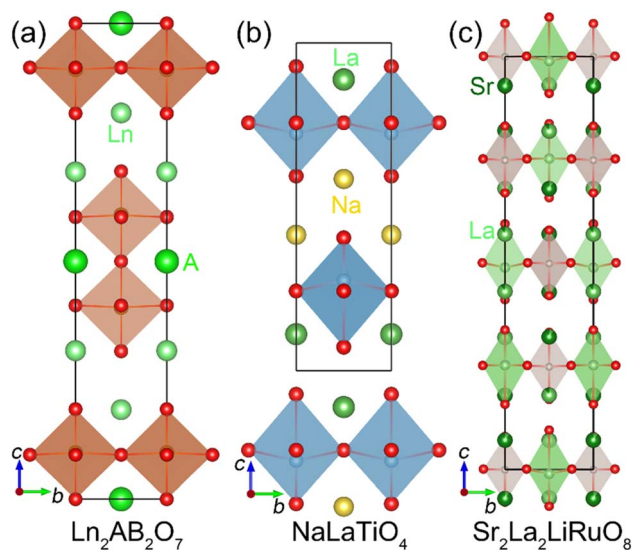 (a)
Ln
A
c
b
Ln₂AB₂O₇
(b)
La
Na
c
b
NaLaTiO₄
(c)
Sr
La
c
b
Sr₂La₂LiRuO₈